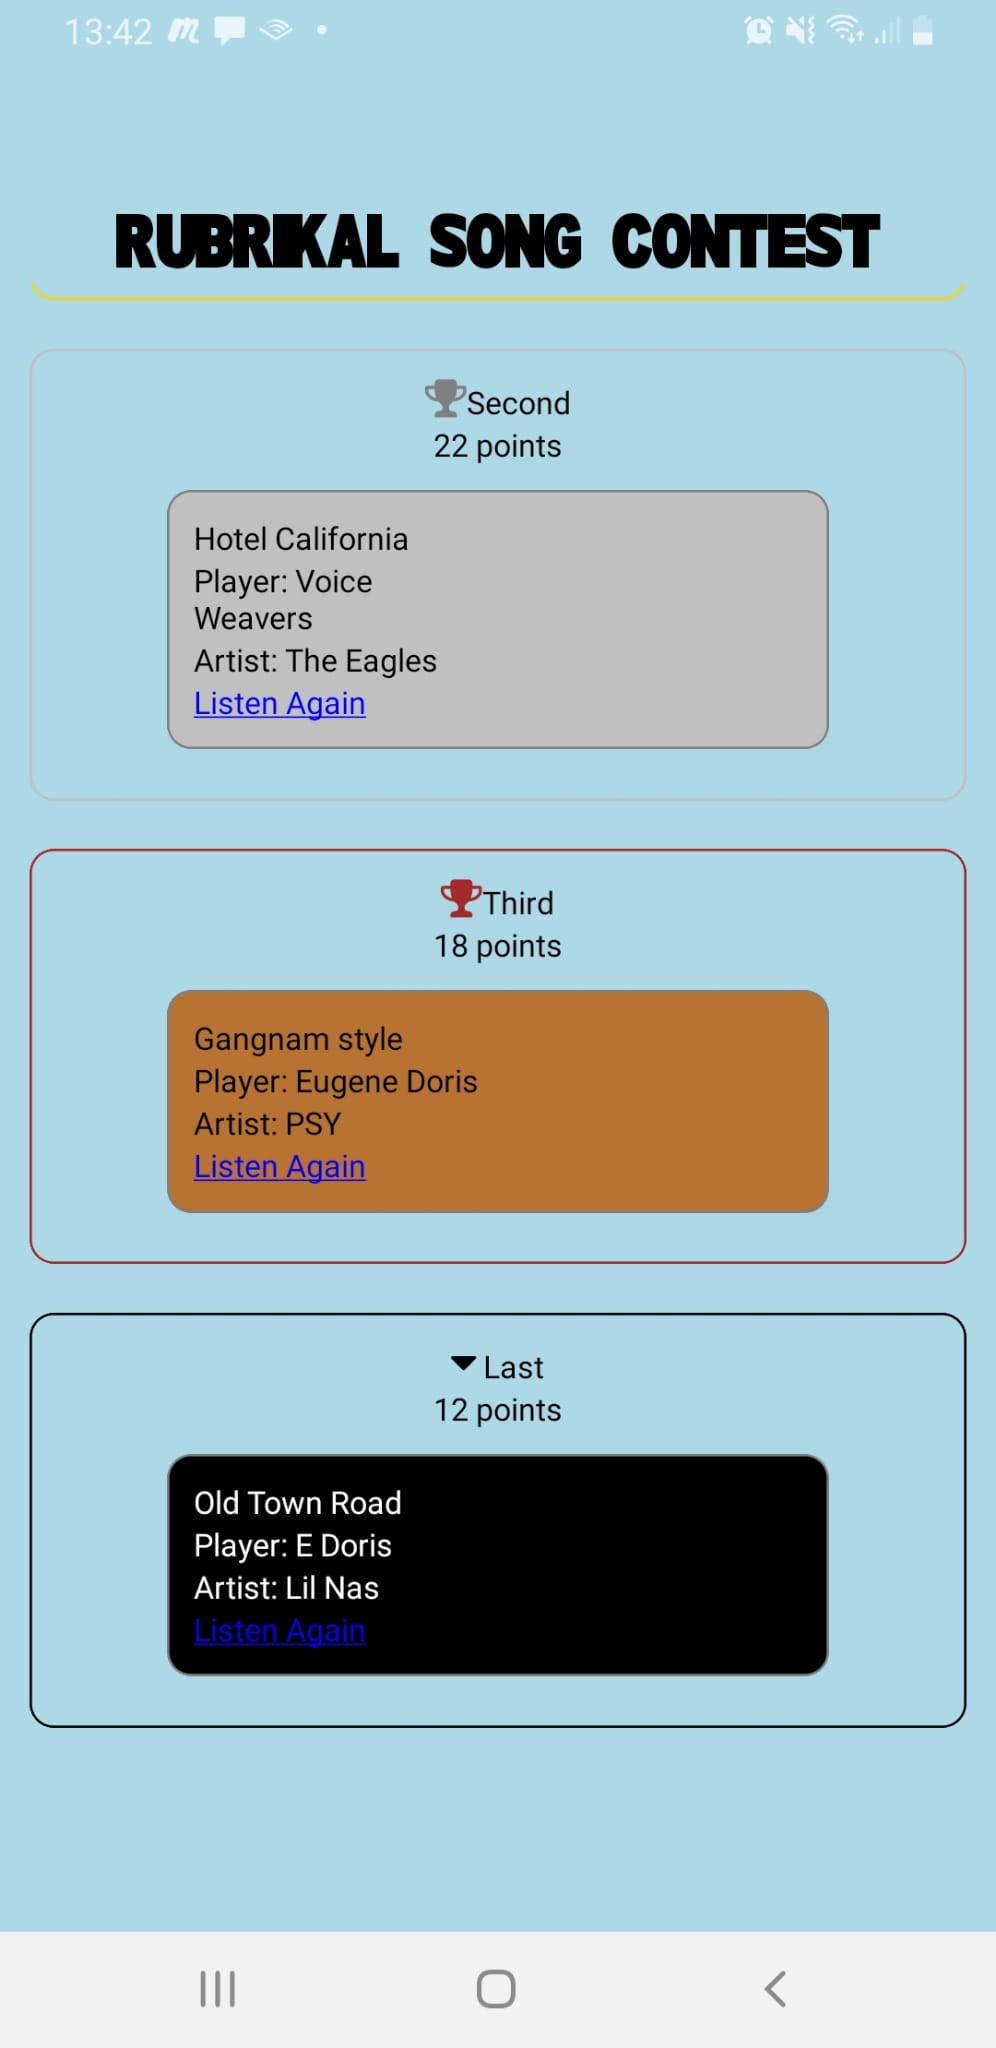 13:42
RUBRIKAL SONG CONTEST
Second
22 points
Hotel California
Player: Voice
Weavers
Artist: The Eagles
Listen Again
Third
18 points
Gangnam style
Player: Eugene Doris
Artist: PSY
Listen Again
Last
12 points
Old Town Road
Player: E Doris
Artist: Lil Nas
Listen Again